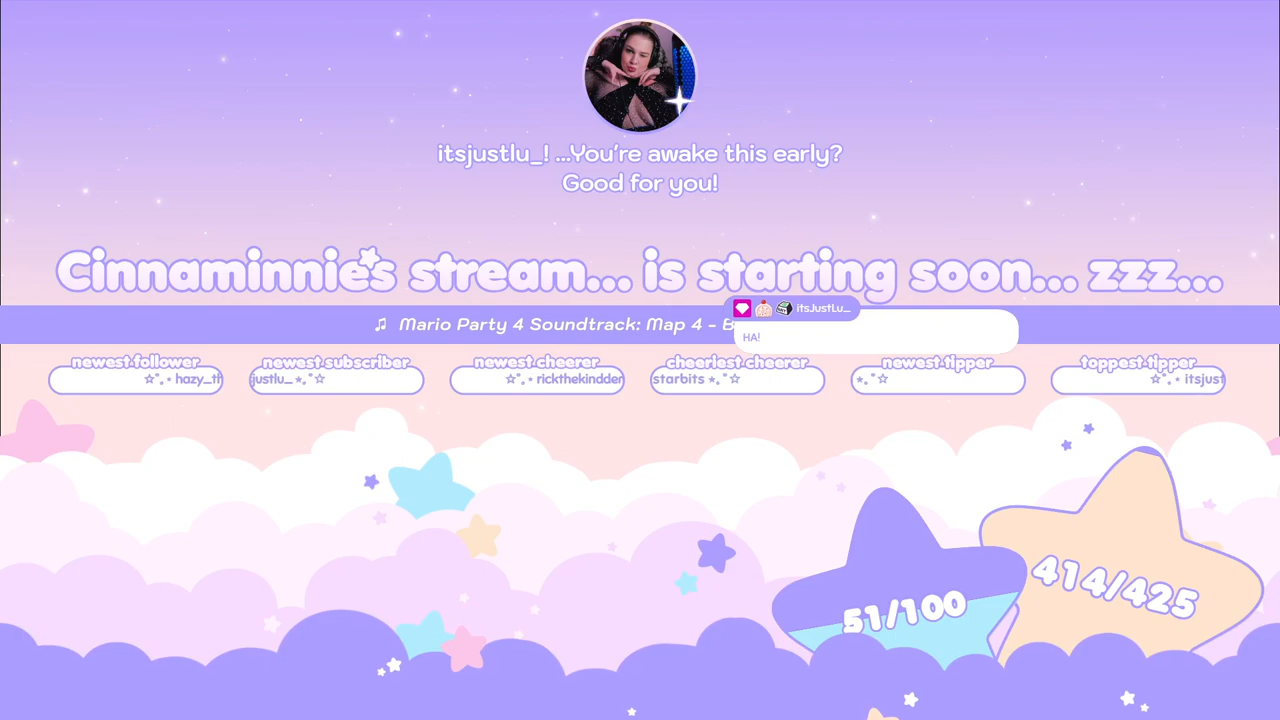 itsjustlu_! ...You're awake this early?
Good for you!
Cinnaminnie's stream... is starting soon... zzz...
♫ Mario Party 4 Soundtrack: Map 4 -
itsJustLu_
HA!
newest follower
☆˚｡⋆ hazy_th
newest subscriber
justlu_ ⋆｡˚☆
newest cheerer
☆˚｡⋆ rickthekindder
cheeriest cheerer
starbits ⋆｡˚☆
newest tipper
⋆｡˚☆
toppest tipper
☆˚｡⋆ itsjust
51/100
414/425